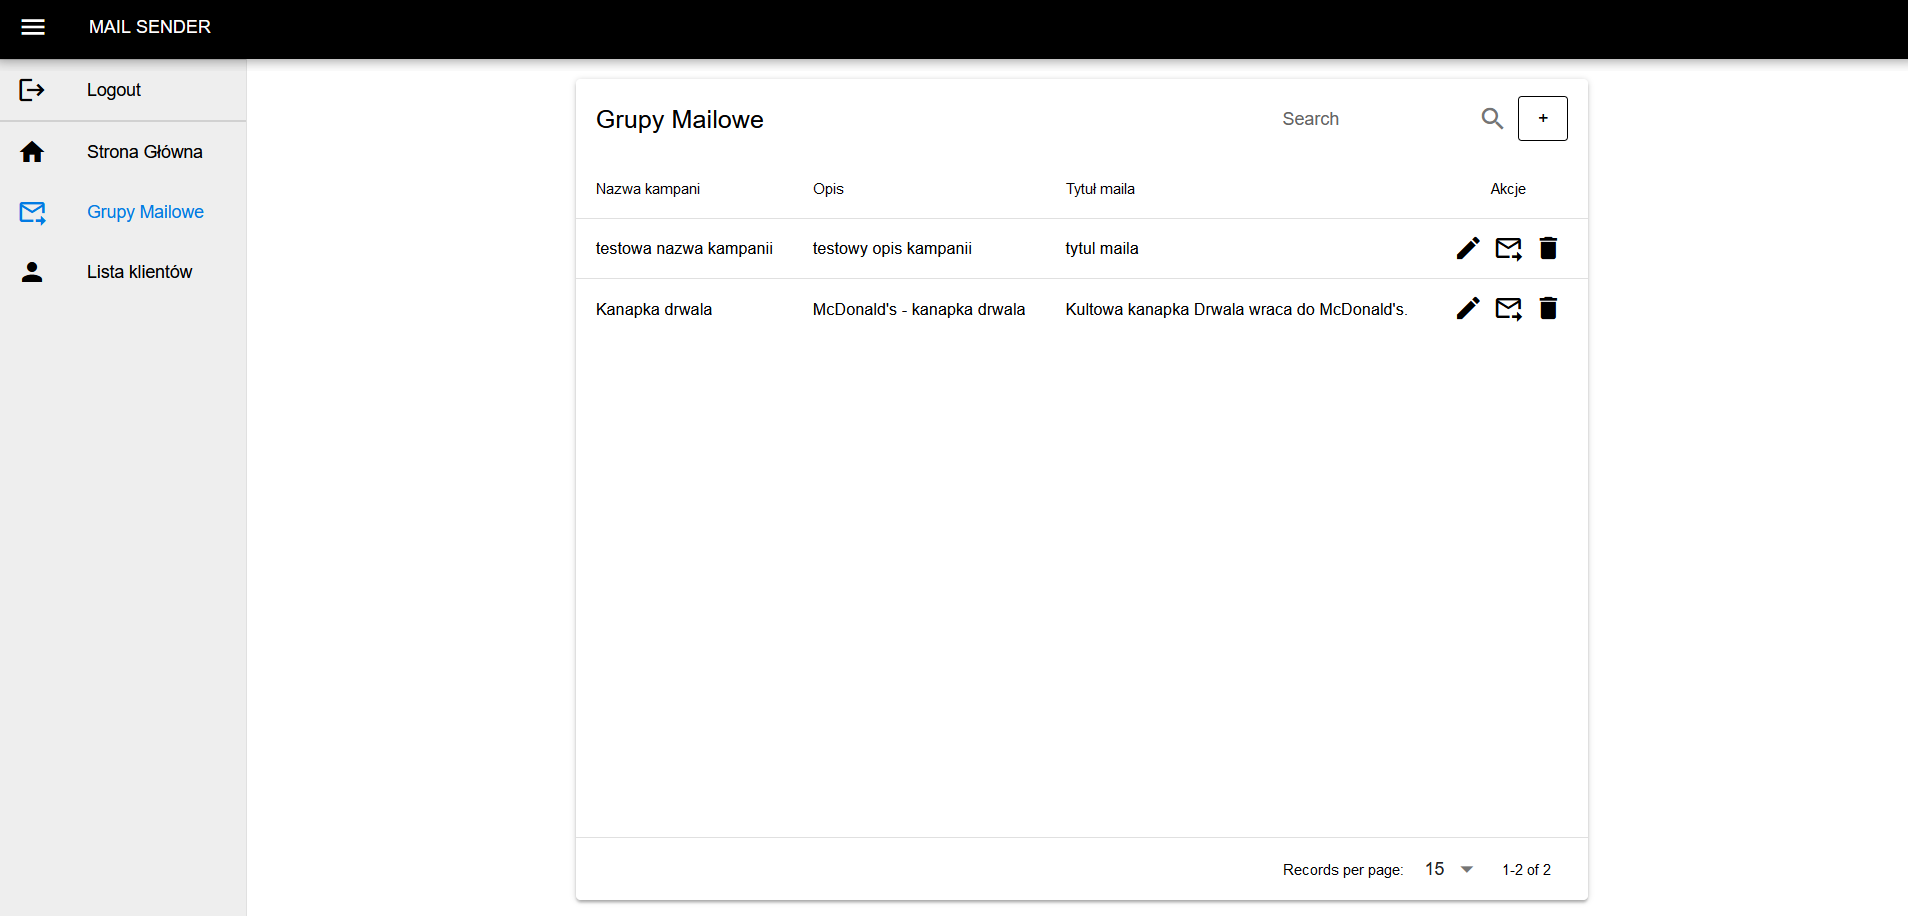 MAIL SENDER
Logout
Strona Główna
Grupy Mailowe
Lista klientów
Grupy Mailowe
Search
+
Nazwa kampani Opis Tytuł maila Akcje
testowa nazwa kampanii testowy opis kampanii tytul maila
Kanapka drwala McDonald's - kanapka drwala Kultowa kanapka Drwala wraca do McDonald's.
Records per page: 15 1-2 of 2